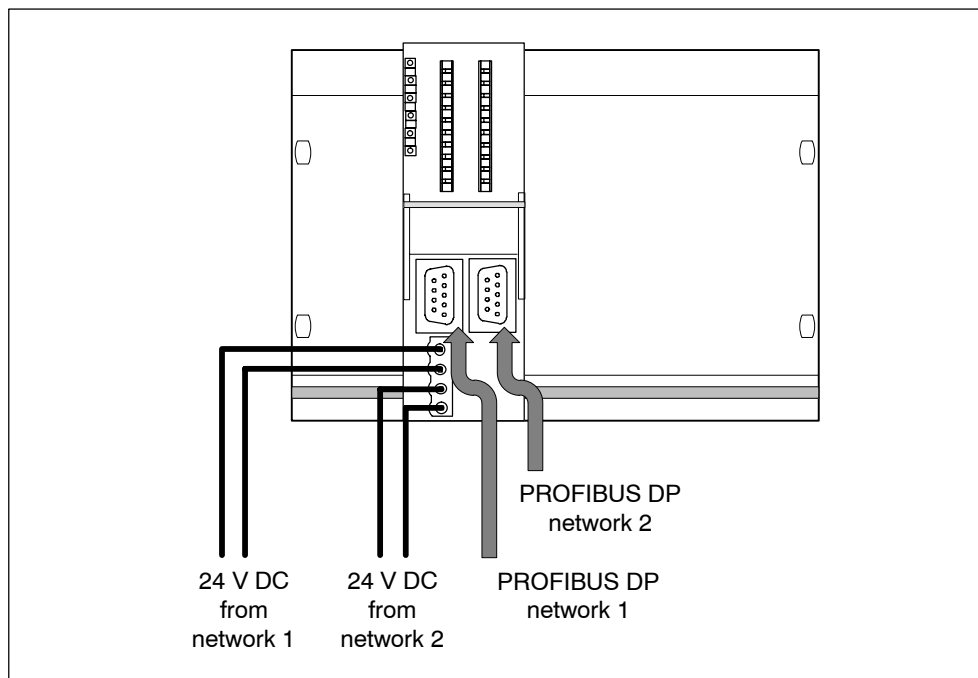 PROFIBUS DP
network 2
24 V DC
from
network 1
24 V DC
from
network 2
PROFIBUS DP
network 1